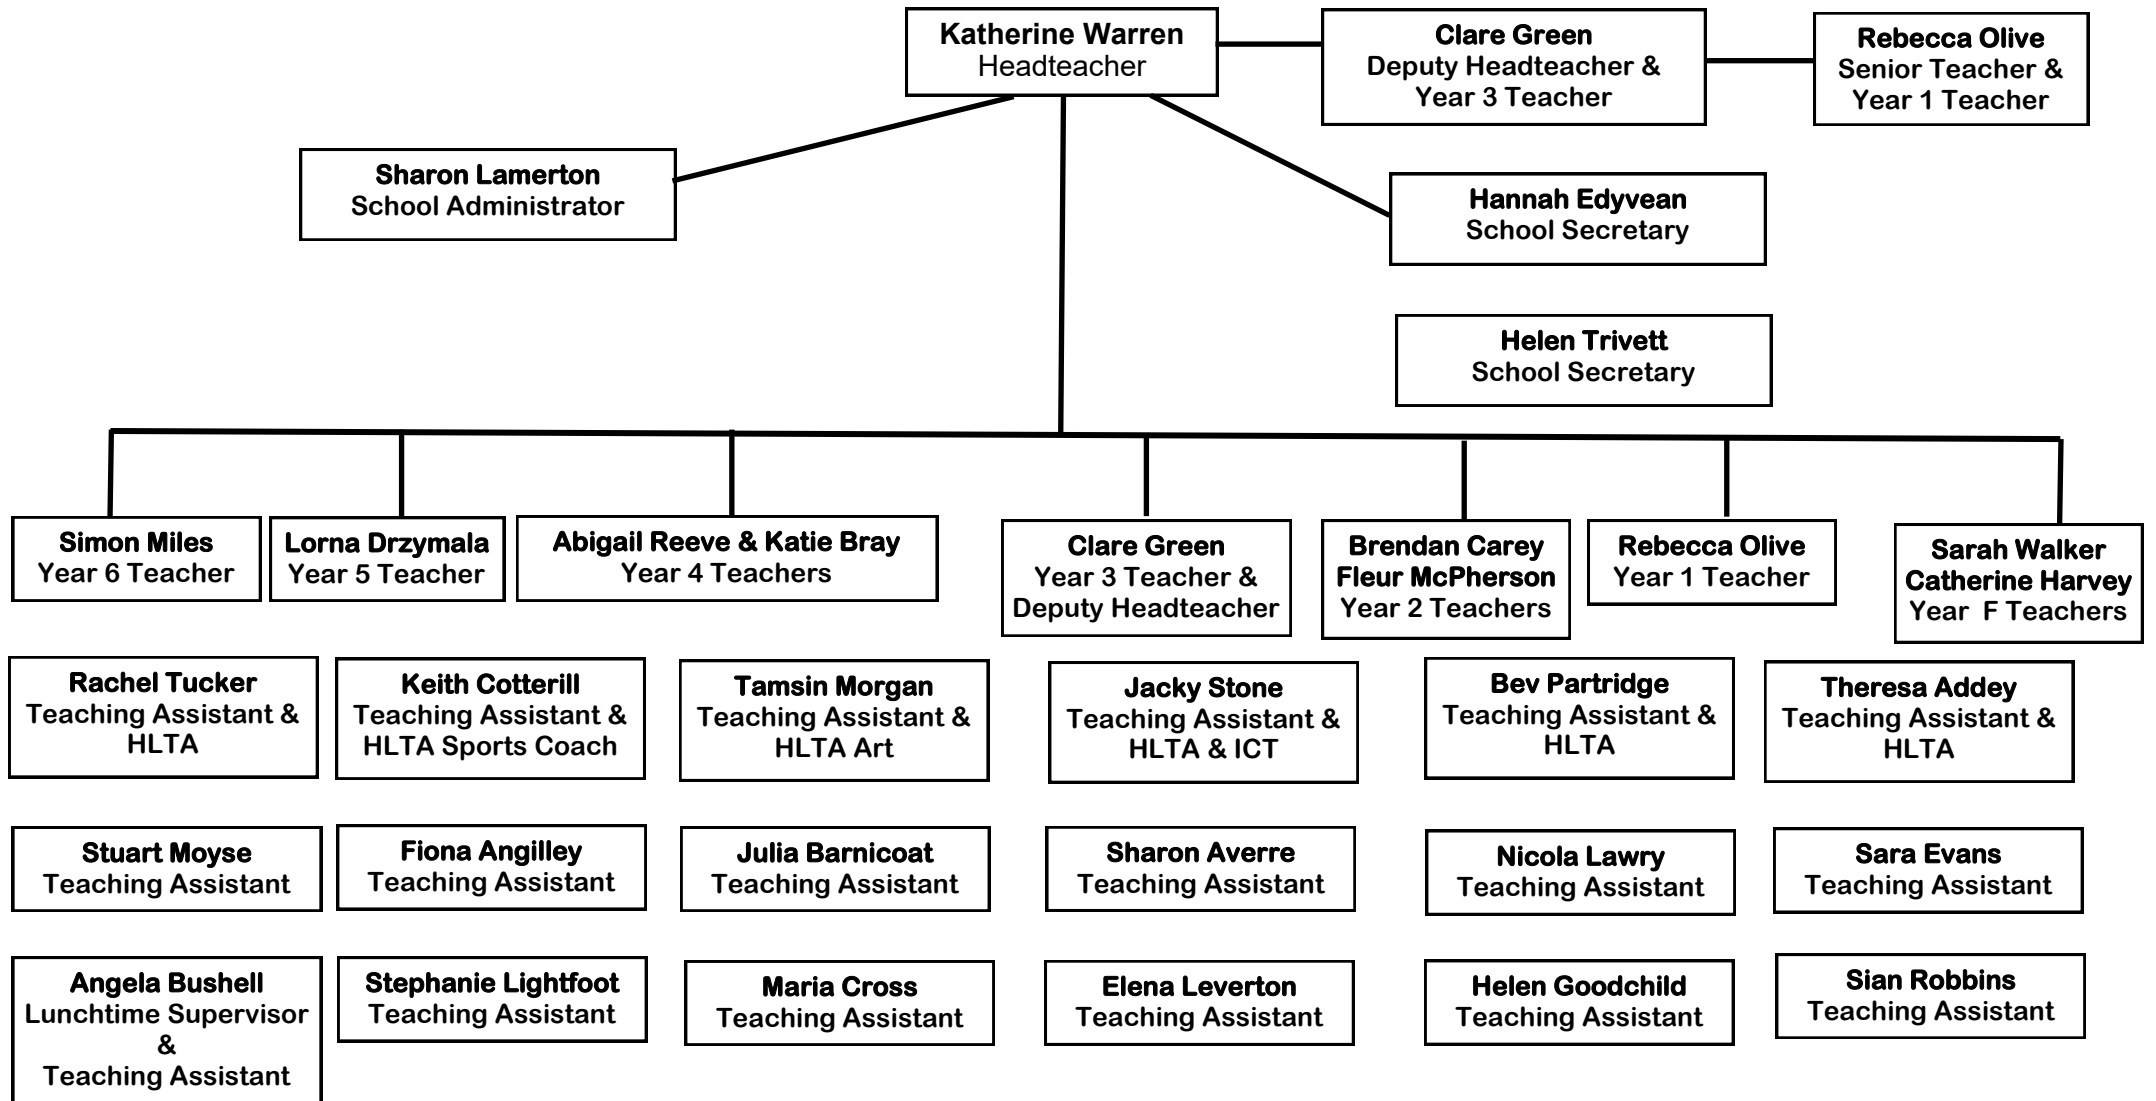 Katherine Warren
Headteacher
Clare Green
Deputy Headteacher &
Year 3 Teacher
Rebecca Olive
Senior Teacher &
Year 1 Teacher
Sharon Lamerton
School Administrator
Hannah Edyvean
School Secretary
Helen Trivett
School Secretary
Simon Miles
Year 6 Teacher
Lorna Drzymala
Year 5 Teacher
Abigail Reeve & Katie Bray
Year 4 Teachers
Clare Green
Year 3 Teacher &
Deputy Headteacher
Brendan Carey
Fleur McPherson
Year 2 Teachers
Rebecca Olive
Year 1 Teacher
Sarah Walker
Catherine Harvey
Year F Teachers
Rachel Tucker
Teaching Assistant &
HLTA
Keith Cotterill
Teaching Assistant &
HLTA Sports Coach
Tamsin Morgan
Teaching Assistant &
HLTA Art
Jacky Stone
Teaching Assistant &
HLTA & ICT
Bev Partridge
Teaching Assistant &
HLTA
Theresa Addey
Teaching Assistant &
HLTA
Stuart Moyse
Teaching Assistant
Fiona Angilley
Teaching Assistant
Julia Barnicoat
Teaching Assistant
Sharon Averre
Teaching Assistant
Nicola Lawry
Teaching Assistant
Sara Evans
Teaching Assistant
Angela Bushell
Lunchtime Supervisor
&
Teaching Assistant
Stephanie Lightfoot
Teaching Assistant
Maria Cross
Teaching Assistant
Elena Leverton
Teaching Assistant
Helen Goodchild
Teaching Assistant
Sian Robbins
Teaching Assistant